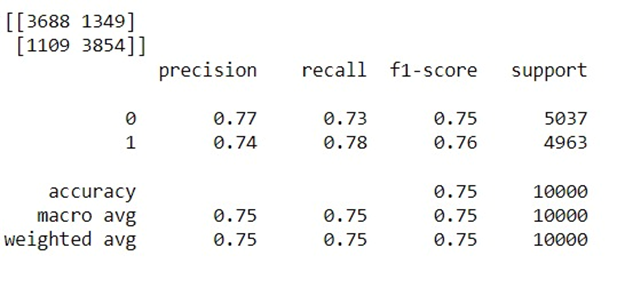 [[3688 1349]
[1109 3854]]
precision recall f1-score support
0 0.77 0.73 0.75 5037
1 0.74 0.78 0.76 4963
accuracy 0.75 10000
macro avg 0.75 0.75 0.75 10000
weighted avg 0.75 0.75 0.75 10000